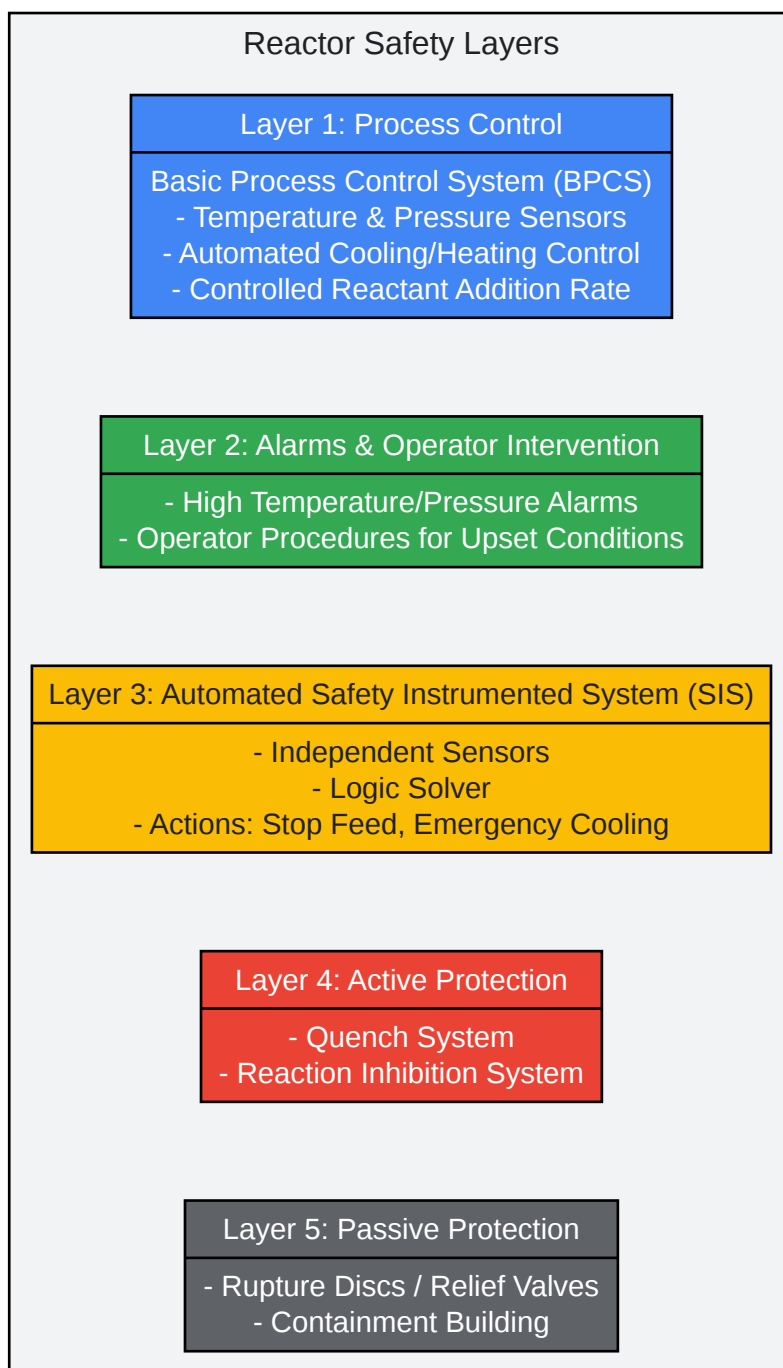 Reactor Safety Layers
Layer 1: Process Control
Basic Process Control System (BPCS)
- Temperature & Pressure Sensors
- Automated Cooling/Heating Control
- Controlled Reactant Addition Rate
Layer 2: Alarms & Operator Intervention
- High Temperature/Pressure Alarms
- Operator Procedures for Upset Conditions
Layer 3: Automated Safety Instrumented System (SIS)
- Independent Sensors
- Logic Solver
- Actions: Stop Feed, Emergency Cooling
Layer 4: Active Protection
- Quench System
- Reaction Inhibition System
Layer 5: Passive Protection
- Rupture Discs / Relief Valves
- Containment Building